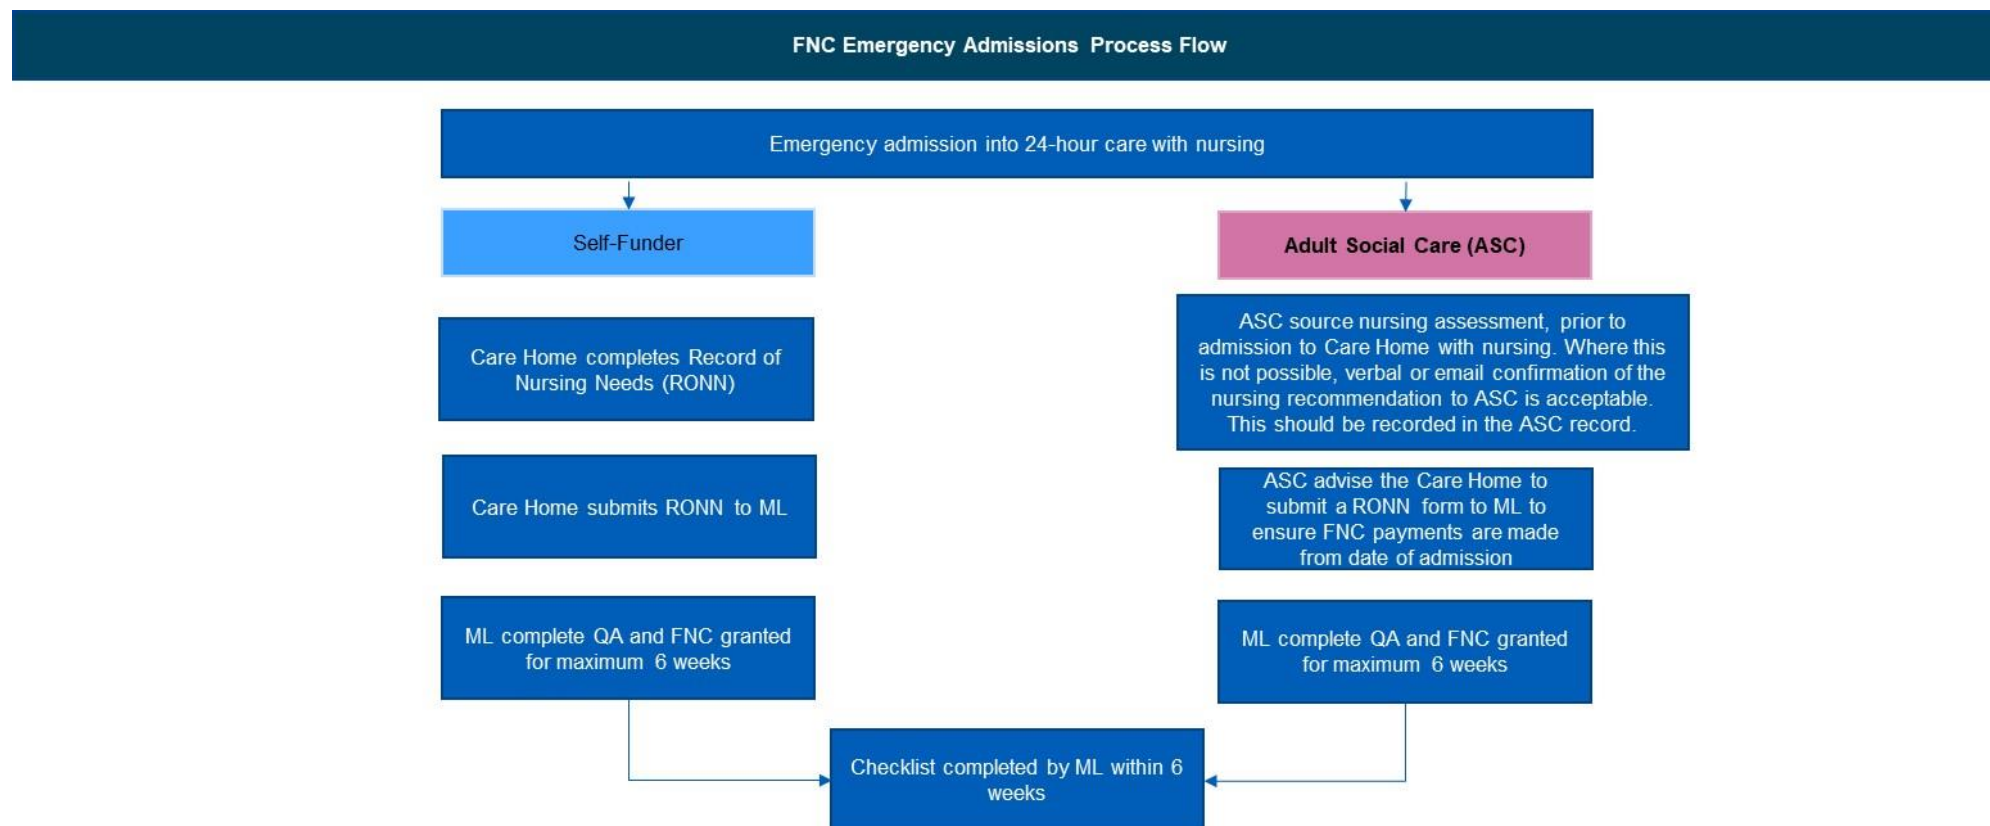 FNC Emergency Admissions Process Flow
Emergency admission into 24-hour care with nursing
Self-Funder
Care Home completes Record of
Nursing Needs (RONN)
Care Home submits RONN to ML
ML complete QA and FNC granted
for maximum 6 weeks
Adult Social Care (ASC)
ASC source nursing assessment, prior to
admission to Care Home with nursing. Where this
is not possible, verbal or email confirmation of the
nursing recommendation to ASC is acceptable.
This should be recorded in the ASC record.
ASC advise the Care Home to
submit a RONN form to ML to
ensure FNC payments are made
from date of admission
ML complete QA and FNC granted
for maximum 6 weeks
Checklist completed by ML within 6
weeks